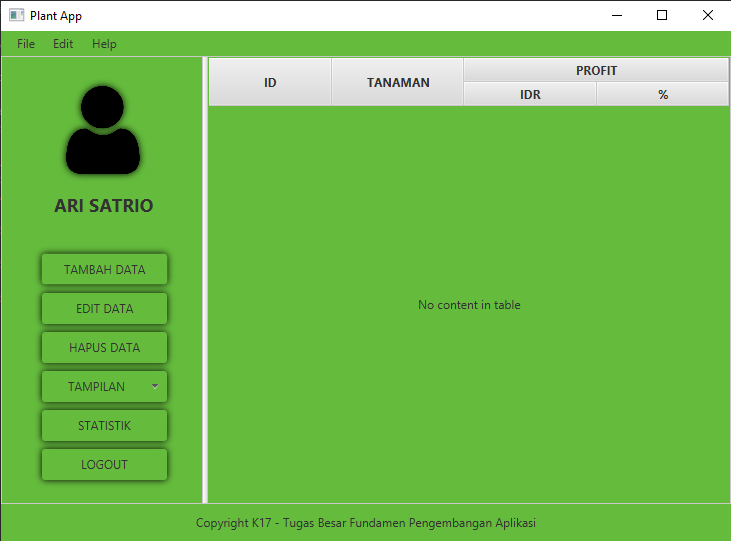 Plant App
File Edit Help
ARI SATRIO
TAMBAH DATA
EDIT DATA
HAPUS DATA
TAMPILAN
STATISTIK
LOGOUT
ID TANAMAN PROFIT
IDR %
No content in table
Copyright K17 - Tugas Besar Fundamen Pengembangan Aplikasi